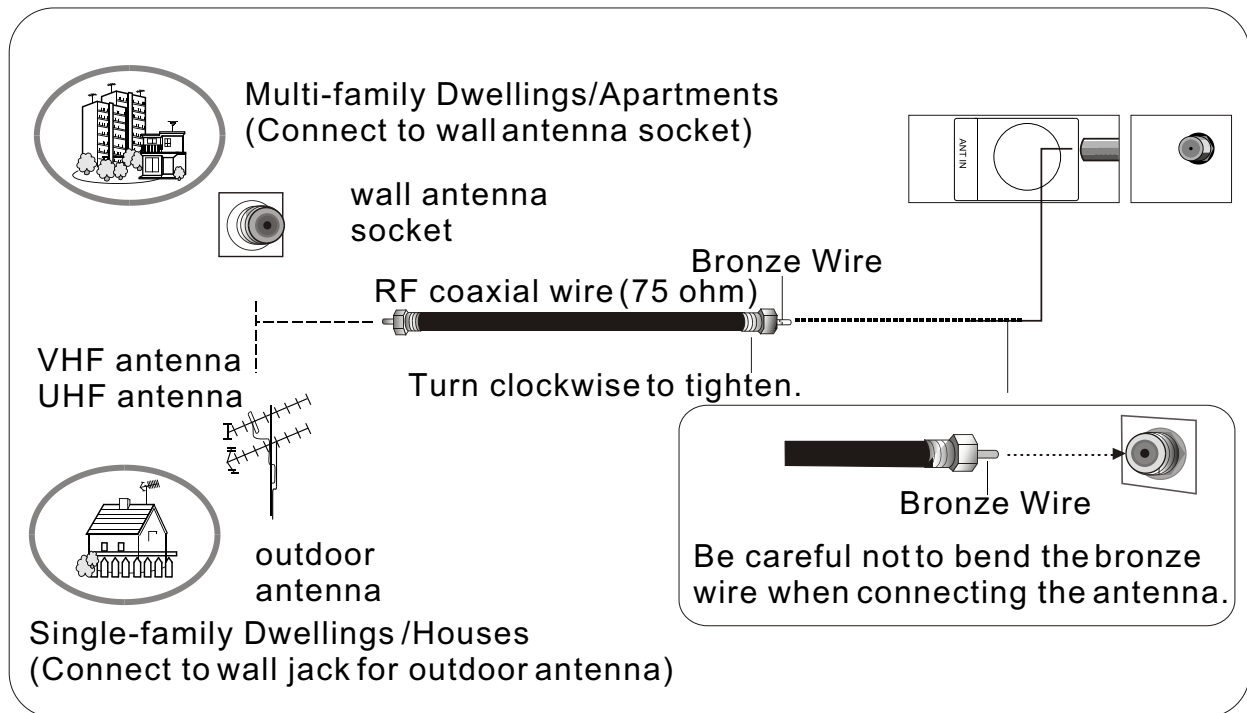 Multi-family Dwellings/Apartments
(Connect to wall antenna socket)
ANT IN
wall antenna
socket
Bronze Wire
RF coaxial wire (75 ohm)
VHF antenna
UHF antenna
Turn clockwise to tighten.
Bronze Wire
Be careful not to bend the bronze
wire when connecting the antenna.
outdoor
antenna
Single-family Dwellings /Houses
(Connect to wall jack for outdoor antenna)